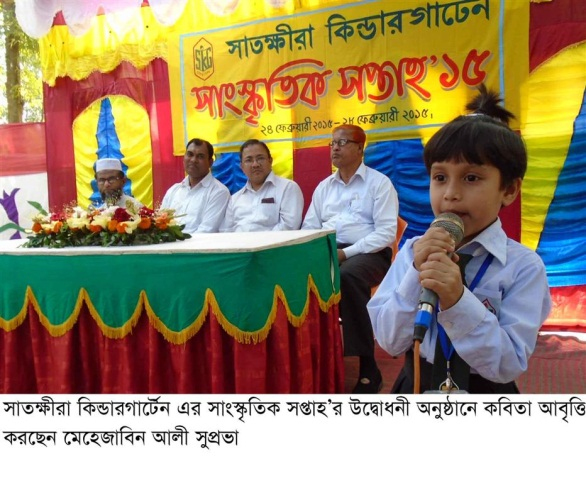 SKG
সাতক্ষীরা কিন্ডারগার্টেন
সাংস্কৃতিক সপ্তাহ'১৫
২৪ ফেব্রুয়ারী ২০১৫ - ২৮ ফেব্রুয়ারী ২০১৫
সাতক্ষীরা কিন্ডারগার্টেন এর সাংস্কৃতিক সপ্তাহ'র উদ্বোধনী অনুষ্ঠানে কবিতা আবৃত্তি
করছেন মেহেজাবিন আলী সুপ্রভা